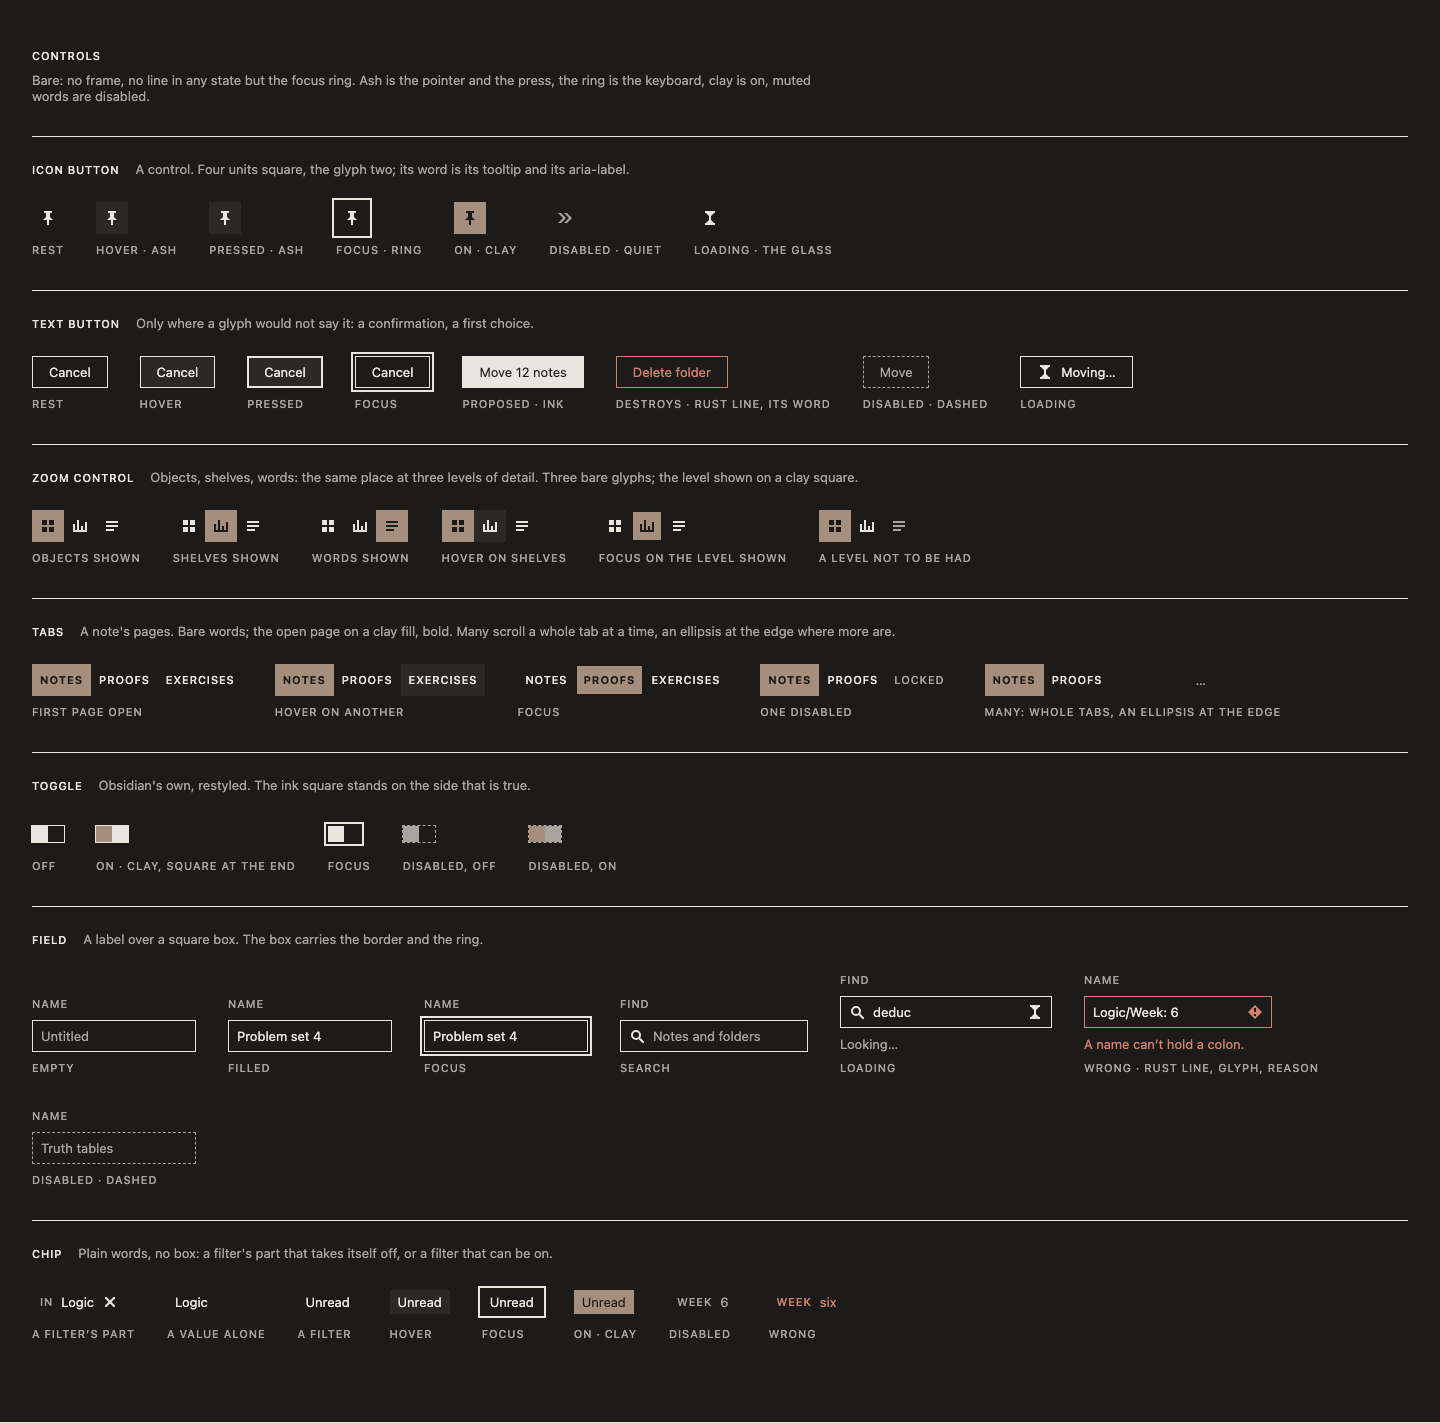 CONTROLS
Bare: no frame, no line in any state but the focus ring. Ash is the pointer and the press, the ring is the keyboard, clay is on, muted
words are disabled.
ICON BUTTON A control. Four units square, the glyph two; its word is its tooltip and its aria-label.
REST HOVER · ASH PRESSED · ASH FOCUS · RING ON · CLAY DISABLED · QUIET LOADING · THE GLASS
TEXT BUTTON Only where a glyph would not say it: a confirmation, a first choice.
Cancel Cancel Cancel Cancel Move 12 notes Delete folder Move Moving…
REST HOVER PRESSED FOCUS PROPOSED · INK DESTROYS · RUST LINE, ITS WORD DISABLED · DASHED LOADING
ZOOM CONTROL Objects, shelves, words: the same place at three levels of detail. Three bare glyphs; the level shown on a clay square.
OBJECTS SHOWN SHELVES SHOWN WORDS SHOWN HOVER ON SHELVES FOCUS ON THE LEVEL SHOWN A LEVEL NOT TO BE HAD
TABS A note's pages. Bare words; the open page on a clay fill, bold. Many scroll a whole tab at a time, an ellipsis at the edge where more are.
NOTES PROOFS EXERCISES NOTES PROOFS EXERCISES NOTES PROOFS EXERCISES NOTES PROOFS LOCKED NOTES PROOFS …
FIRST PAGE OPEN HOVER ON ANOTHER FOCUS ONE DISABLED MANY: WHOLE TABS, AN ELLIPSIS AT THE EDGE
TOGGLE Obsidian's own, restyled. The ink square stands on the side that is true.
OFF ON · CLAY, SQUARE AT THE END FOCUS DISABLED, OFF DISABLED, ON
FIELD A label over a square box. The box carries the border and the ring.
NAME NAME NAME FIND FIND NAME
Untitled Problem set 4 Problem set 4 Notes and folders deduc Logic/Week: 6
Looking… A name can’t hold a colon.
EMPTY FILLED FOCUS SEARCH LOADING WRONG · RUST LINE, GLYPH, REASON
NAME
Truth tables
DISABLED · DASHED
CHIP Plain words, no box: a filter's part that takes itself off, or a filter that can be on.
IN Logic Logic Unread Unread Unread Unread WEEK 6 WEEK six
A FILTER’S PART A VALUE ALONE A FILTER HOVER FOCUS ON · CLAY DISABLED WRONG